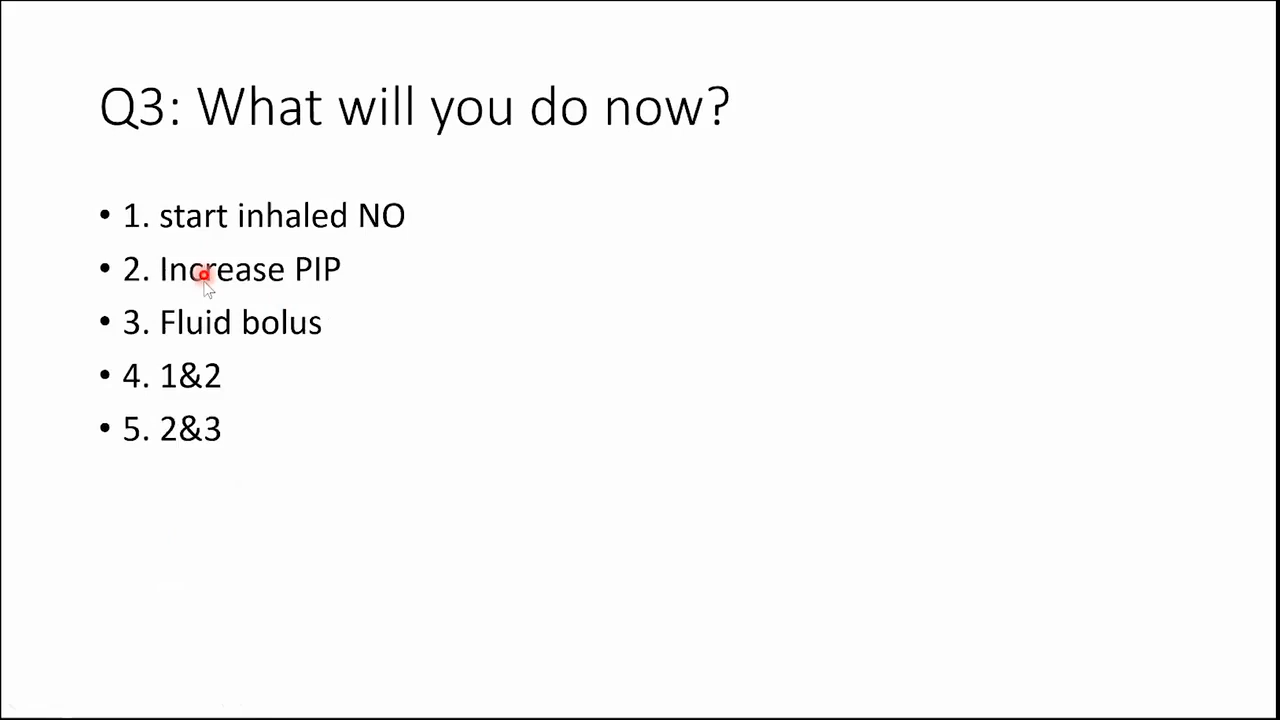 Q3: What will you do now?
• 1. start inhaled NO
• 2. Increase PIP
• 3. Fluid bolus
• 4. 1&2
• 5. 2&3